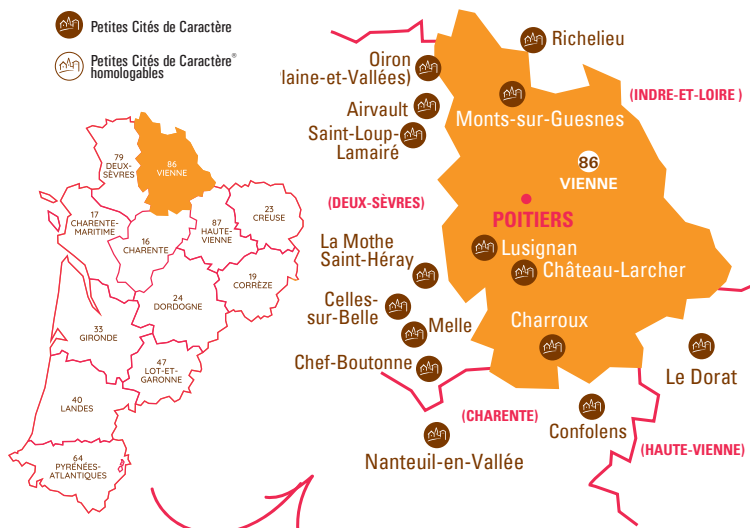 Petites Cités de Caractère
Petites Cités de Caractère®
homologables
79
DEUX-
SÈVRES
86
VIENNE
17
CHARENTE-
MARITIME
16
CHARENTE
87
HAUTE-
VIENNE
23
CREUSE
19
CORRÈZE
24
DORDOGNE
33
GIRONDE
47
LOT-ET-
GARONNE
40
LANDES
64
PYRÉNÉES-
ATLANTIQUES
Richelieu
Oiron
laine-et-Vallées)
(INDRE-ET-LOIRE )
Monts-sur-Guesnes
Airvault
Saint-Loup-
Lamairé
86
VIENNE
(DEUX-SÈVRES)
POITIERS
La Mothe
Saint-Héray
Lusignan
Château-Larcher
Celles-
sur-Belle
Melle
Charroux
Chef-Boutonne
Le Dorat
(CHARENTE)
Confolens
(HAUTE-VIENNE)
Nanteuil-en-Vallée